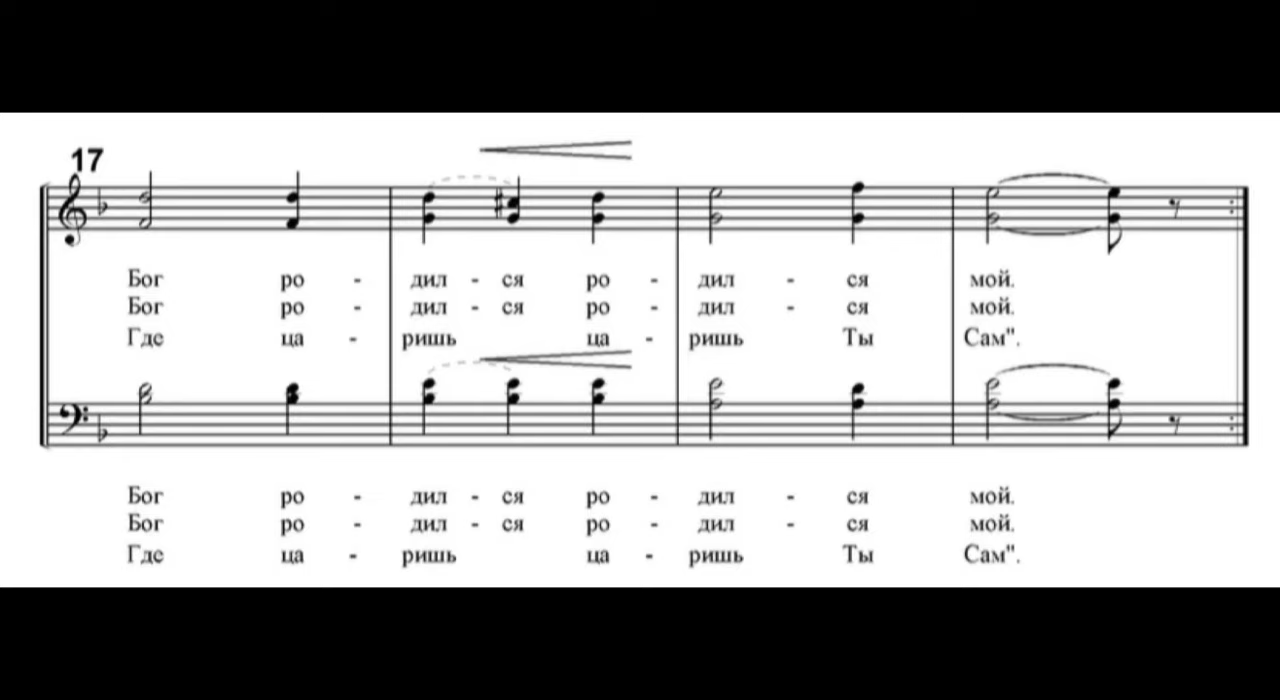 17
Бог ро - дил - ся ро - дил - ся мой.
Бог ро - дил - ся ро - дил - ся мой.
Где ца - ришь ца - ришь Ты Сам".
Бог ро - дил - ся ро - дил - ся мой.
Бог ро - дил - ся ро - дил - ся мой.
Где ца - ришь ца - ришь Ты Сам".